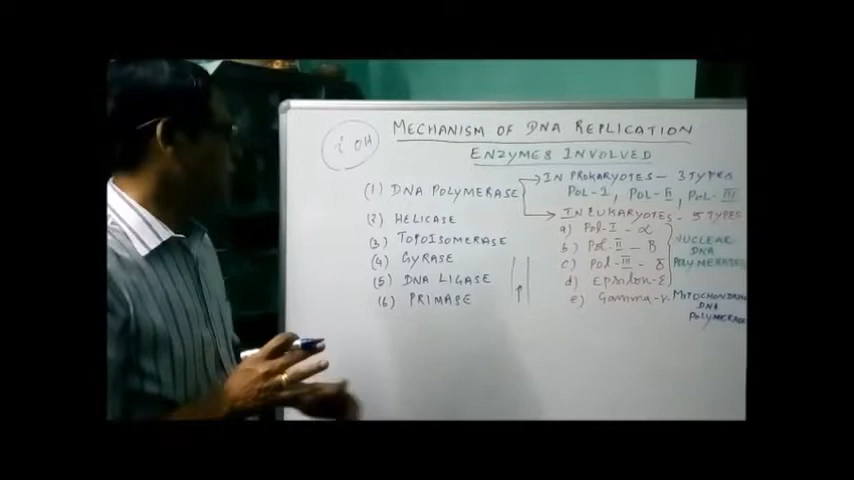 i OH
MECHANISM OF DNA REPLICATION
ENZYMES INVOLVED
(1) DNA POLYMERASE
(2) HELICASE
(3) TOPOISOMERASE
(4) GYRASE
(5) DNA LIGASE
(6) PRIMASE
IN PROKARYOTES - 3 TYPES
POL-I, POL-II, POL-III
IN EUKARYOTES - 5 TYPES
a) Pol-I - α
b) Pol-II - β
c) Pol-III - δ
d) Epsilon-ε
e) Gamma-γ
NUCLEAR
DNA
POLYMERASES
MITOCHONDRIAL
DNA
POLYMERASE